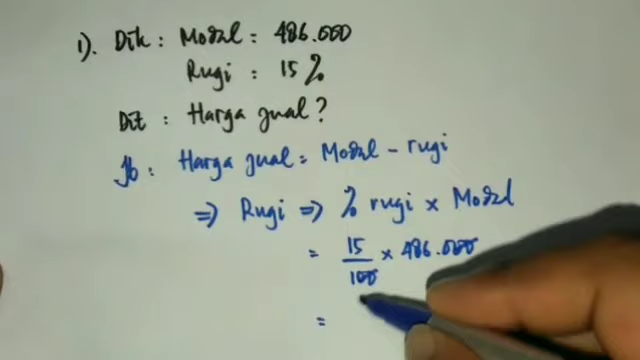 1). Dik : Modal = 486.000
Rugi : 15 %
Dit : Harga jual ?
Jb : Harga jual = Modal - rugi
⇒ Rugi ⇒ % rugi × Modal
= 15/100 × 486.000
=